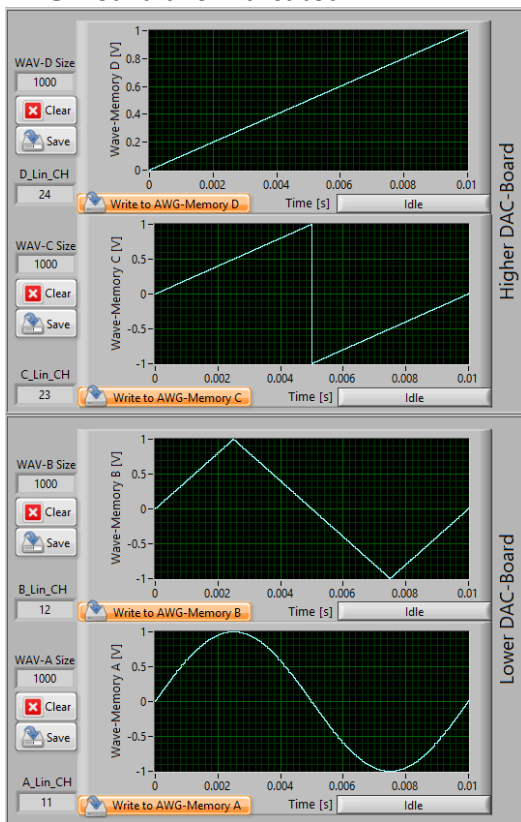 WAV-D Size
1000
Clear
Save
D_Lin_CH
24
Wave-Memory D [V]
1
0.8
0.6
0.4
0.2
0
0 0.002 0.004 0.006 0.008 0.01
Write to AWG-Memory D Time [s] Idle
WAV-C Size
1000
Clear
Save
C_Lin_CH
23
Wave-Memory C [V]
1
0.5
0
-0.5
-1
0 0.002 0.004 0.006 0.008 0.01
Write to AWG-Memory C Time [s] Idle
Higher DAC-Board
WAV-B Size
1000
Clear
Save
B_Lin_CH
12
Wave-Memory B [V]
1
0.5
0
-0.5
-1
0 0.002 0.004 0.006 0.008 0.01
Write to AWG-Memory B Time [s] Idle
WAV-A Size
1000
Clear
Save
A_Lin_CH
11
Wave-Memory A [V]
1
0.5
0
-0.5
-1
0 0.002 0.004 0.006 0.008 0.01
Write to AWG-Memory A Time [s] Idle
Lower DAC-Board